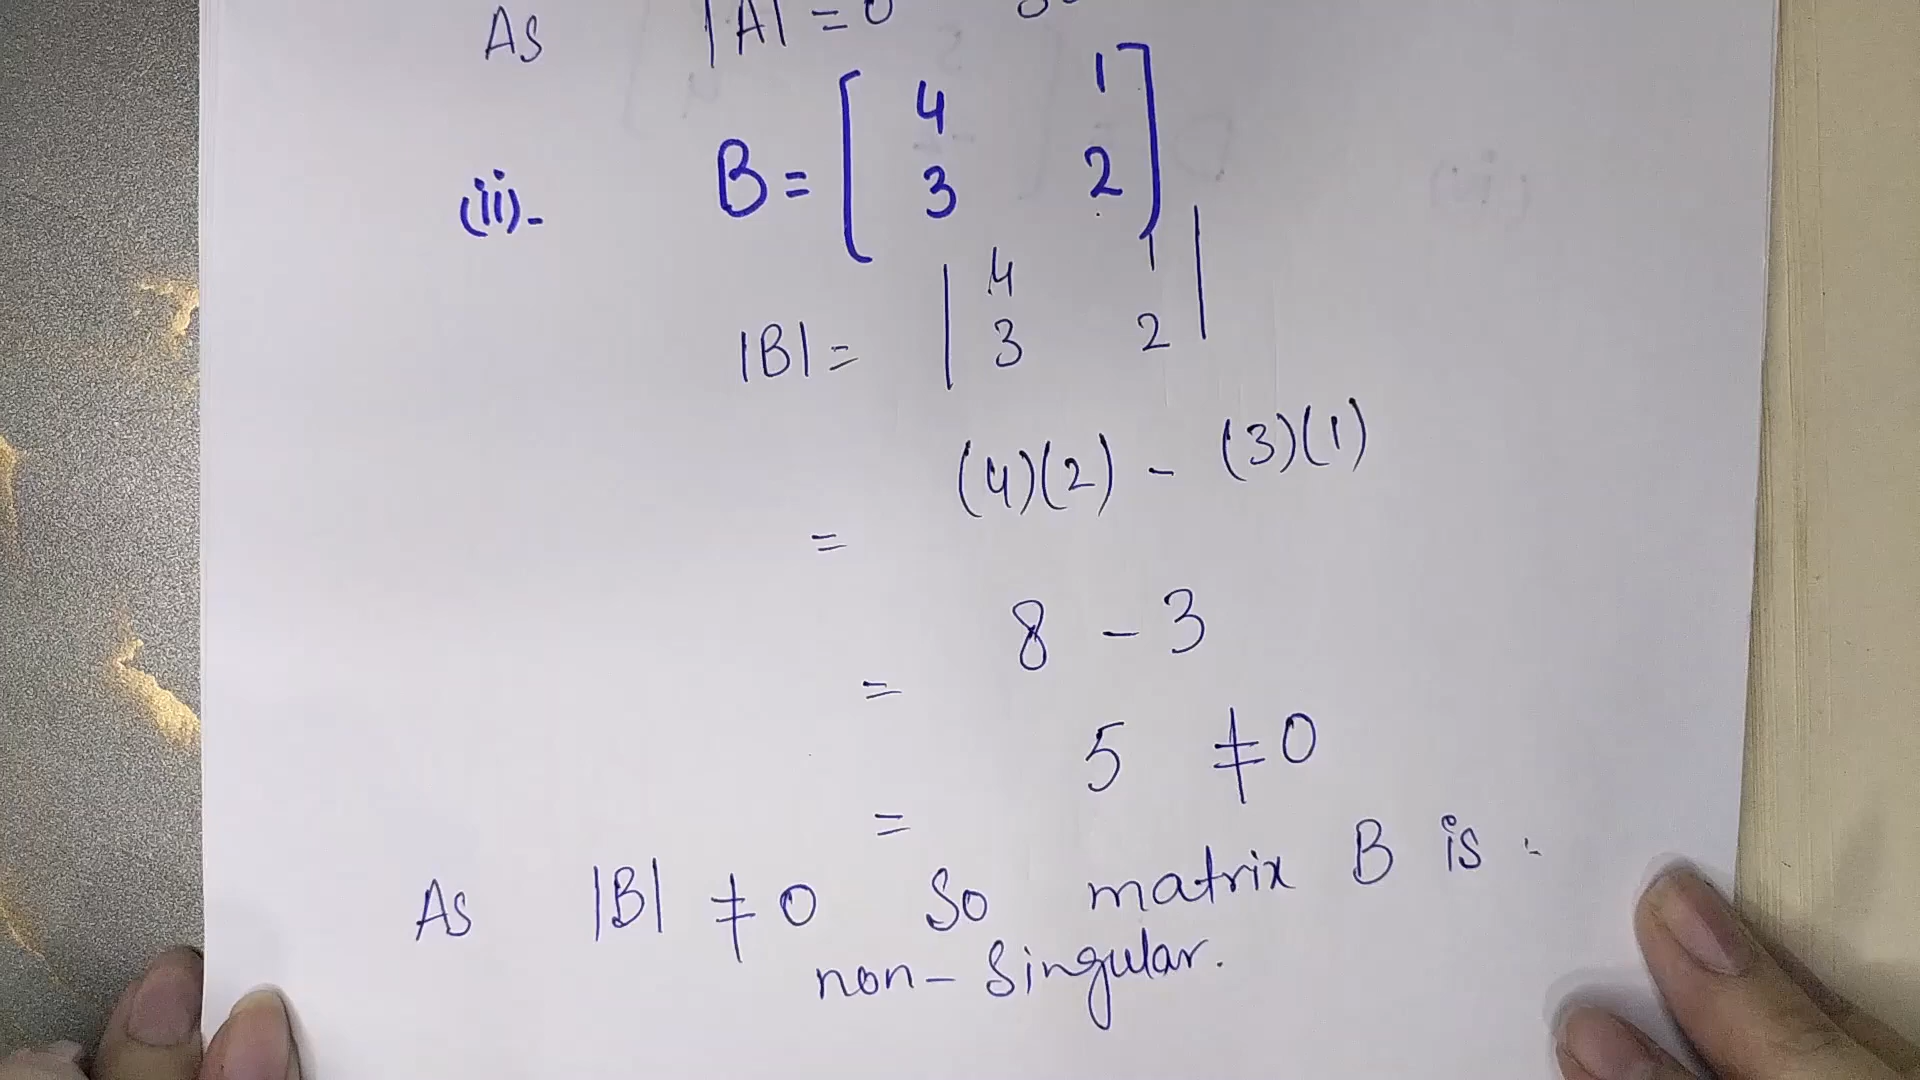 As |A| = 0
(ii)- B = [ 4 1
3 2 ]
|B| = | 4 1
3 2 |
= (4)(2) - (3)(1)
= 8 - 3
= 5 ≠ 0
As |B| ≠ 0 So matrix B is
non-Singular.